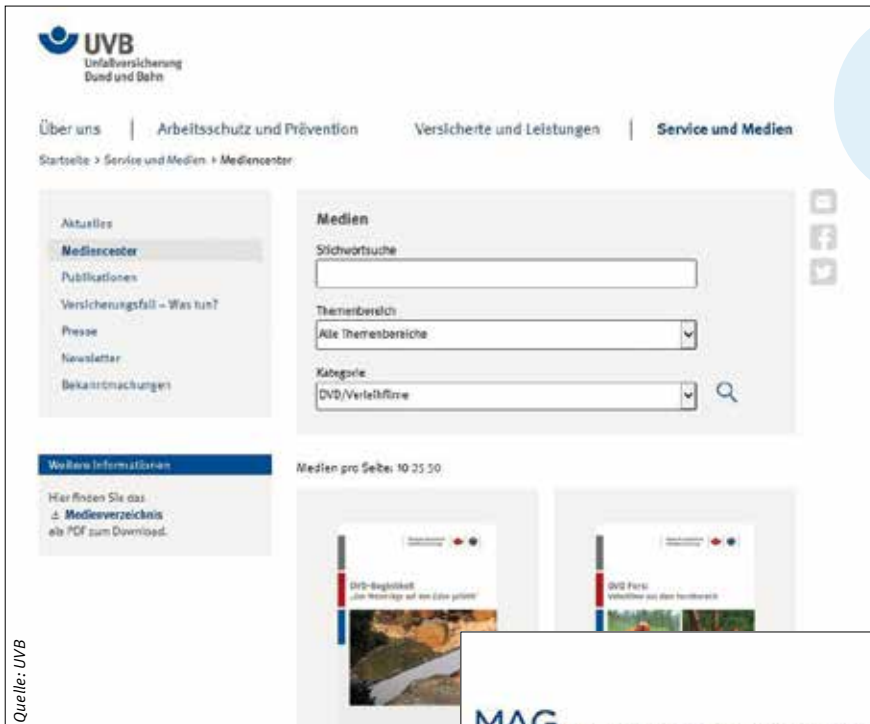 UVB
Unfallversicherung
Bund und Bahn
Über uns | Arbeitsschutz und Prävention Versicherte und Leistungen | Service und Medien
Startseite > Service und Medien > Mediencenter
Aktuelles
Mediencenter
Publikationen
Versicherungsfall – Was tun?
Presse
Newsletter
Bekanntmachungen
Medien
Stichwortsuche
Themenbereich
Alle Themenbereiche
Kategorie
DVD/Verleihfilme
Weitere Informationen
Hier finden Sie das
Medienverzeichnis
als PDF zum Download.
Medien pro Seite: 10 25 50
DVD-Begleitheft
DVD Forst
Quelle: UVB
MAG